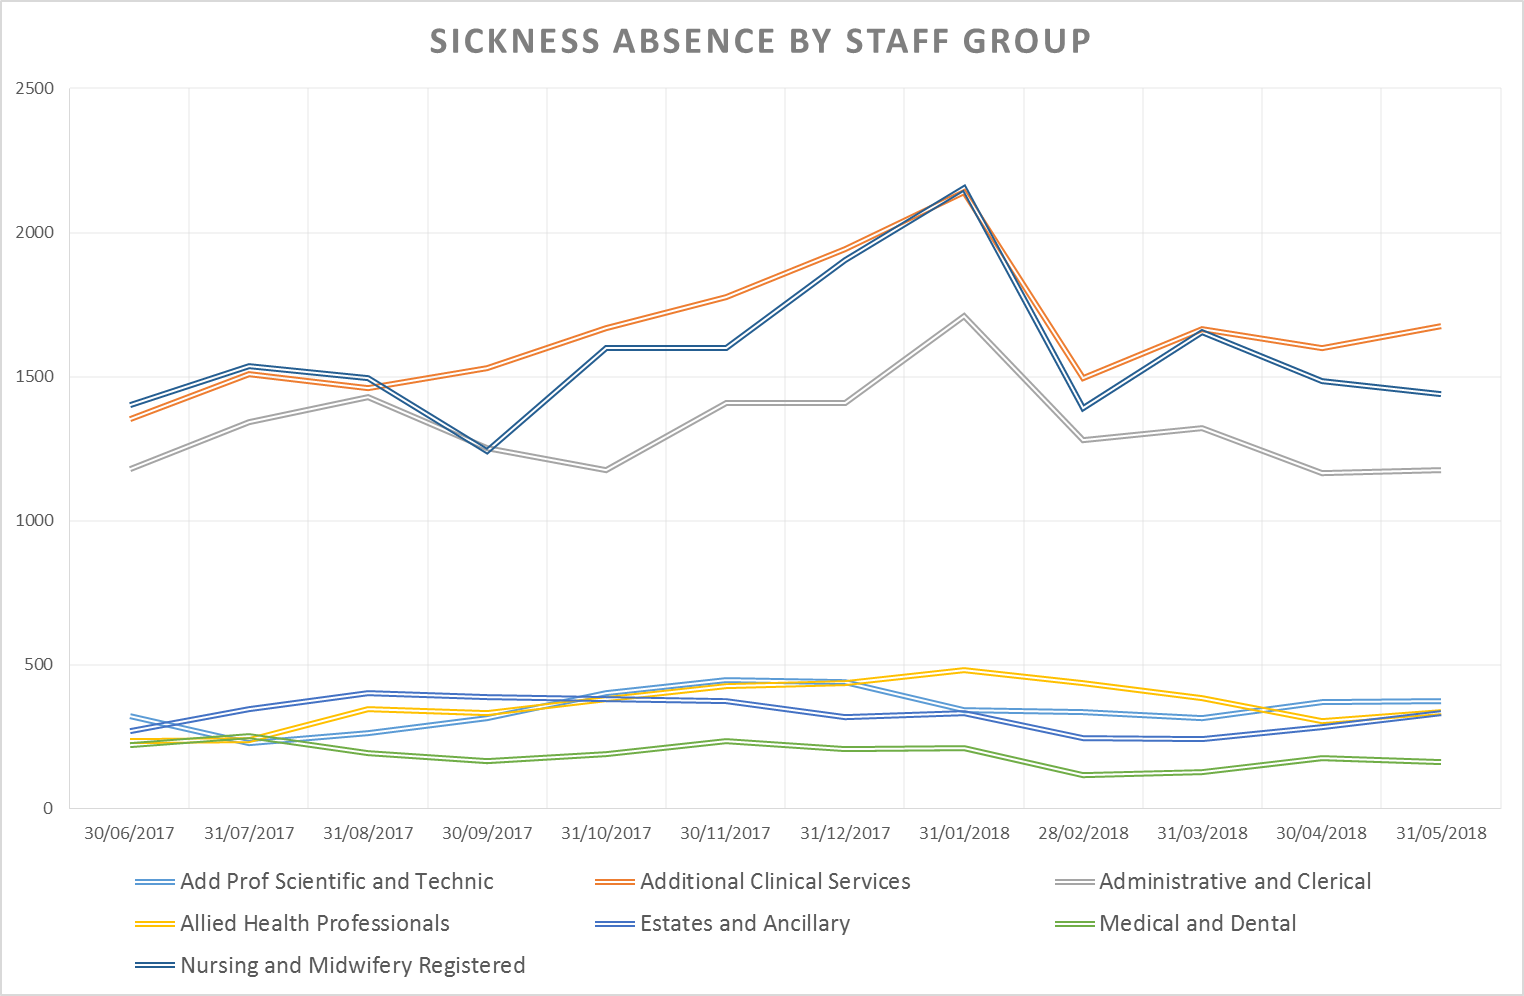 SICKNESS ABSENCE BY STAFF GROUP
2500
2000
1500
1000
500
0
30/06/2017 31/07/2017 31/08/2017 30/09/2017 31/10/2017 30/11/2017 31/12/2017 31/01/2018 28/02/2018 31/03/2018 30/04/2018 31/05/2018
Add Prof Scientific and Technic Additional Clinical Services Administrative and Clerical
Allied Health Professionals Estates and Ancillary Medical and Dental
Nursing and Midwifery Registered